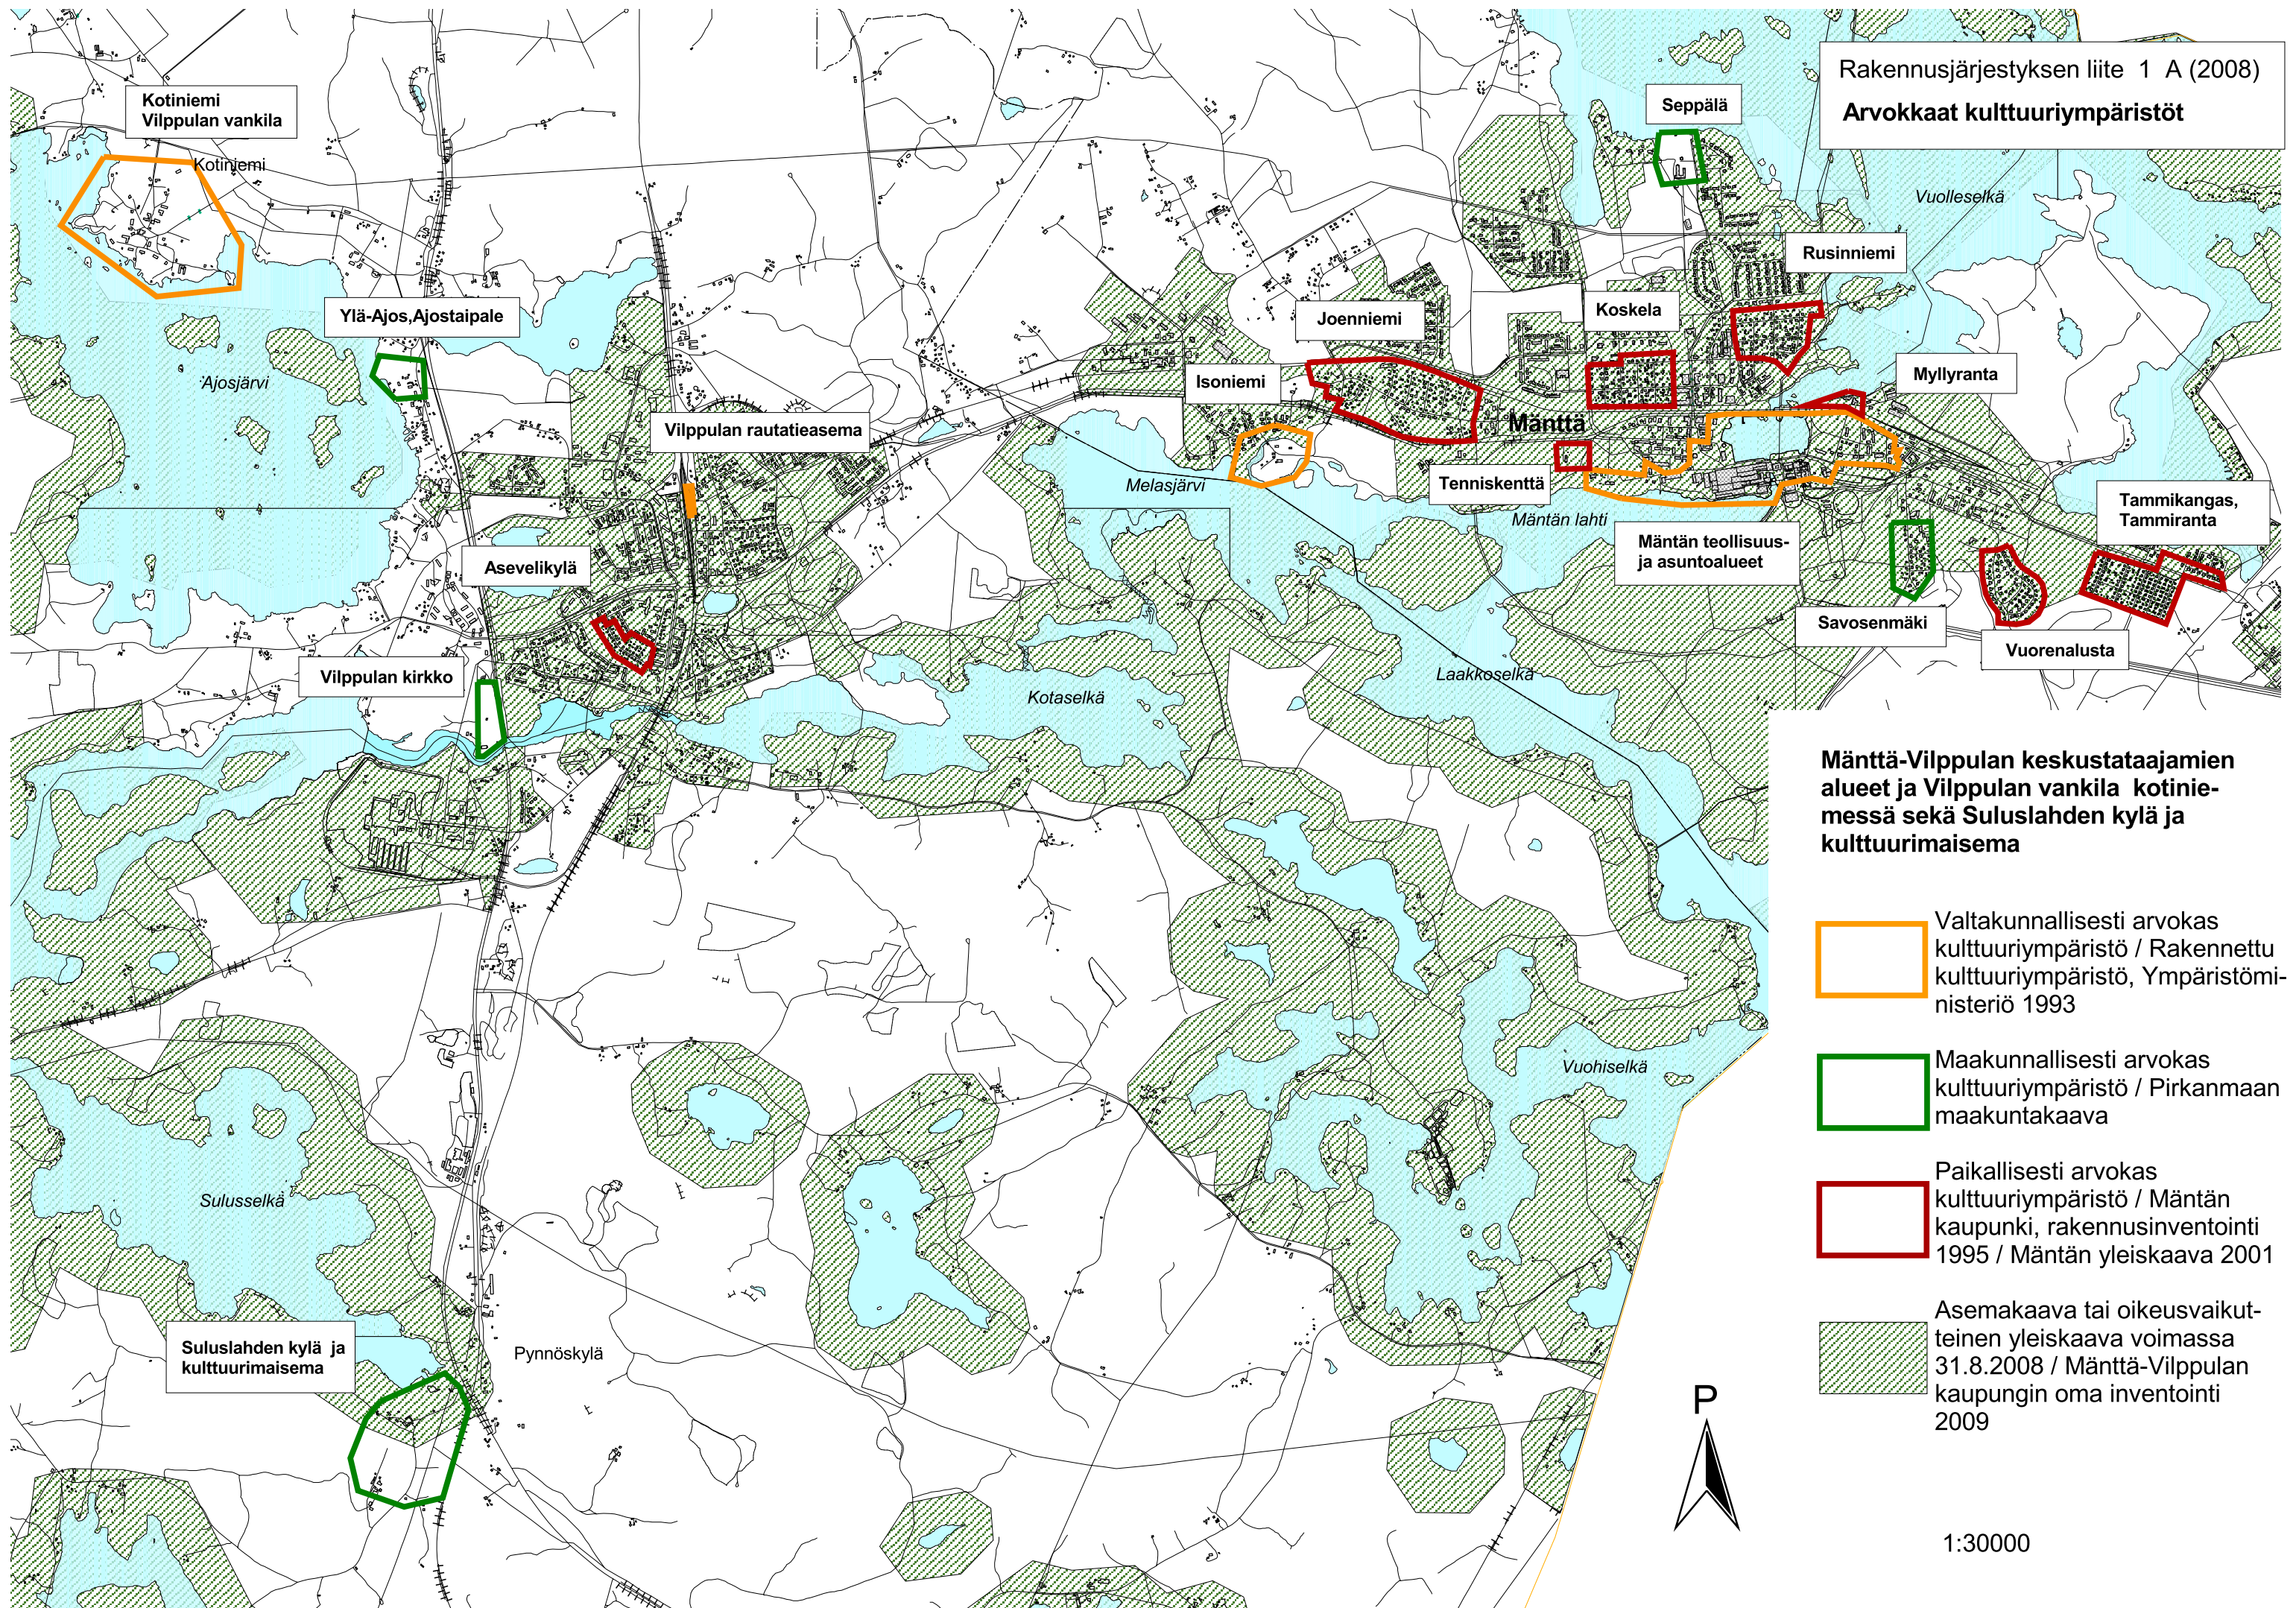 Rakennusjärjestyksen liite 1 A (2008)
Arvokkaat kulttuuriympäristöt
Kotiniemi
Vilppulan vankila
Kotiniemi
Seppälä
Vuolleselkä
Rusinniemi
Ylä-Ajos,Ajostaipale
Joenniemi
Koskela
Ajosjärvi
Isoniemi
Myllyranta
Mänttä
Vilppulan rautatieasema
Melasjärvi
Tenniskenttä
Mäntän lahti
Tammikangas,
Tammiranta
Mäntän teollisuus-
ja asuntoalueet
Asevelikylä
Savosenmäki
Vuorenalusta
Vilppulan kirkko
Laakkoselkä
Kotaselkä
Mänttä-Vilppulan keskustataajamien
alueet ja Vilppulan vankila kotinie-
messä sekä Suluslahden kylä ja
kulttuurimaisema
Valtakunnallisesti arvokas
kulttuuriympäristö / Rakennettu
kulttuuriympäristö, Ympäristömi-
nisteriö 1993
Maakunnallisesti arvokas
kulttuuriympäristö / Pirkanmaan
maakuntakaava
Paikallisesti arvokas
kulttuuriympäristö / Mäntän
kaupunki, rakennusinventointi
1995 / Mäntän yleiskaava 2001
Asemakaava tai oikeusvaikut-
teinen yleiskaava voimassa
31.8.2008 / Mänttä-Vilppulan
kaupungin oma inventointi
2009
Vuohiselkä
Sulusselkä
Suluslahden kylä ja
kulttuurimaisema
Pynnöskylä
P
1:30000